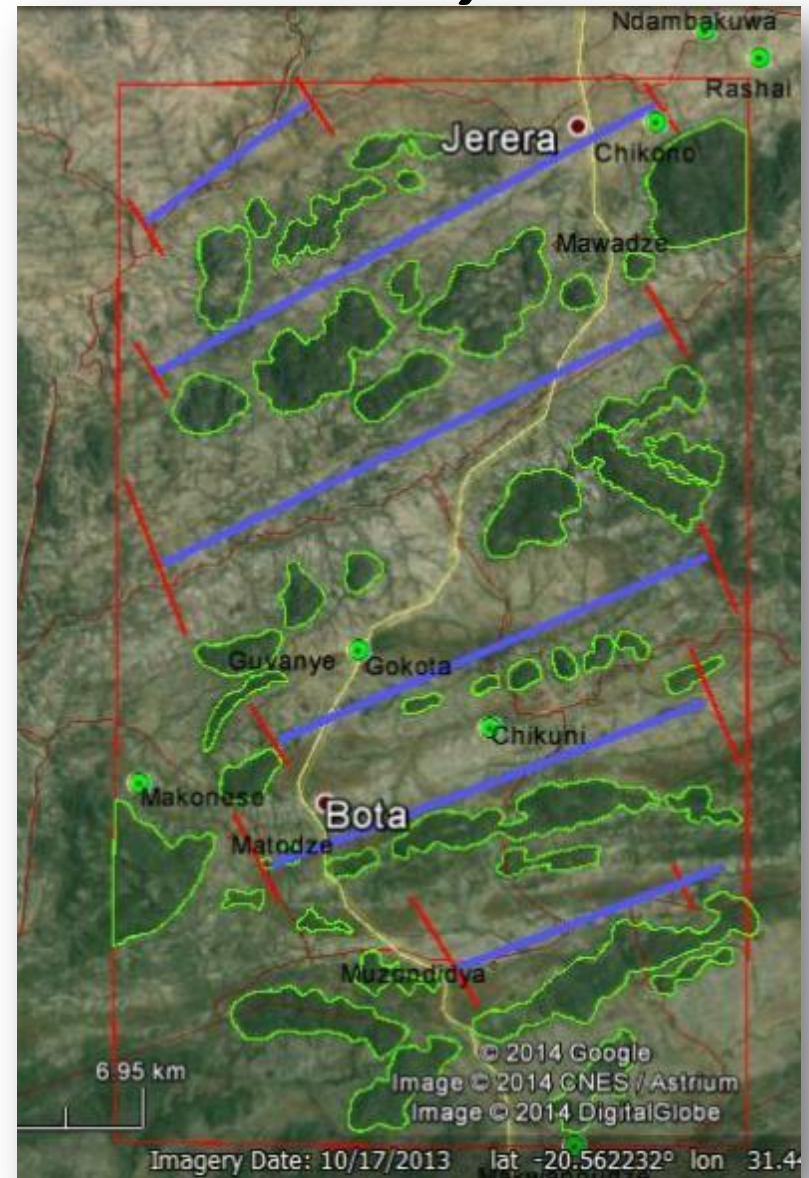 Ndambakuwa
Rashai
Jerera
Chikono
Mawadze
Guvanye
Gokota
Chikuni
Makonese
Bota
Matodze
Muzondidya
© 2014 Google
6.95 km
Image © 2014 CNES / Astrium
Image © 2014 DigitalGlobe
Imagery Date: 10/17/2013 lat -20.562232° lon 31.44